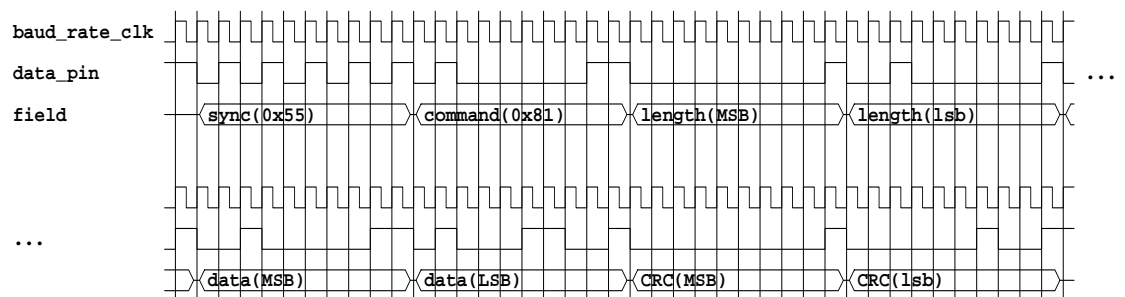 baud_rate_clk
data_pin
...
field sync(0x55) command(0x81) length(MSB) length(lsb)
...
data(MSB) data(LSB) CRC(MSB) CRC(lsb)